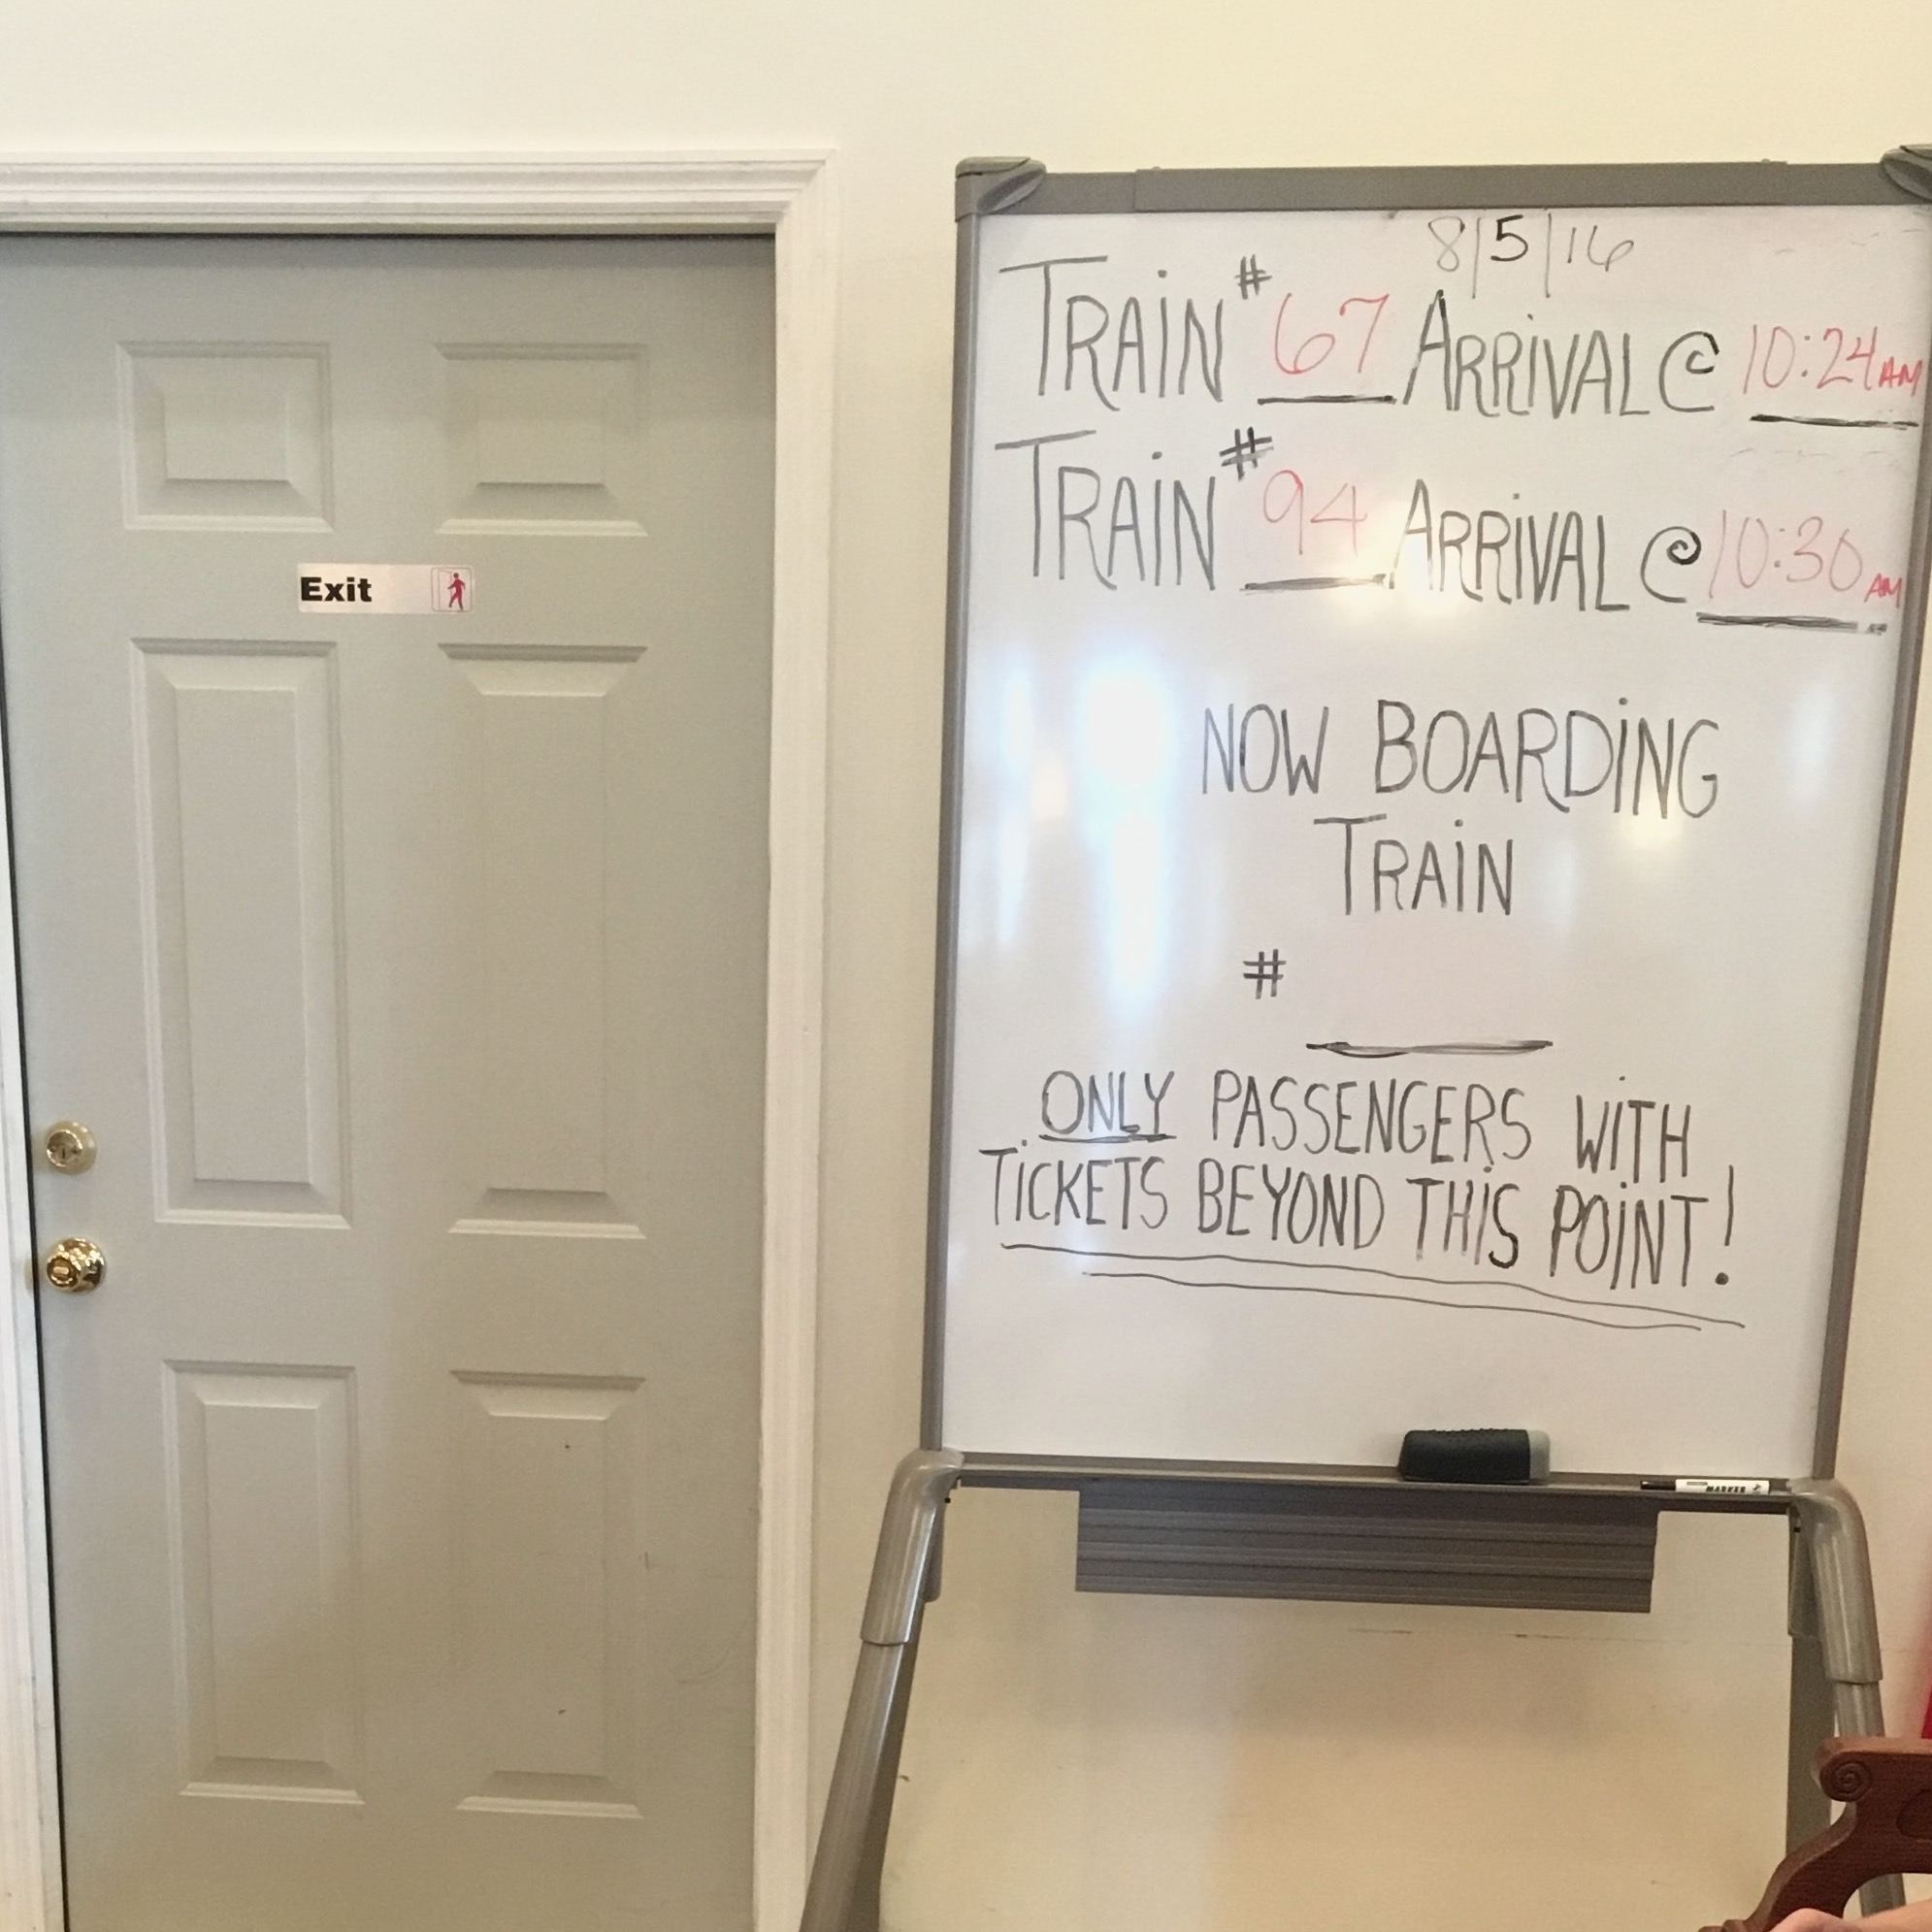 Exit
8/5/16
TRAIN # 67 ARRIVAL @ 10:24 AM
TRAIN # 94 ARRIVAL @ 10:30 AM
NOW BOARDING
TRAIN
#
ONLY PASSENGERS WITH
TICKETS BEYOND THIS POINT!
MARKER